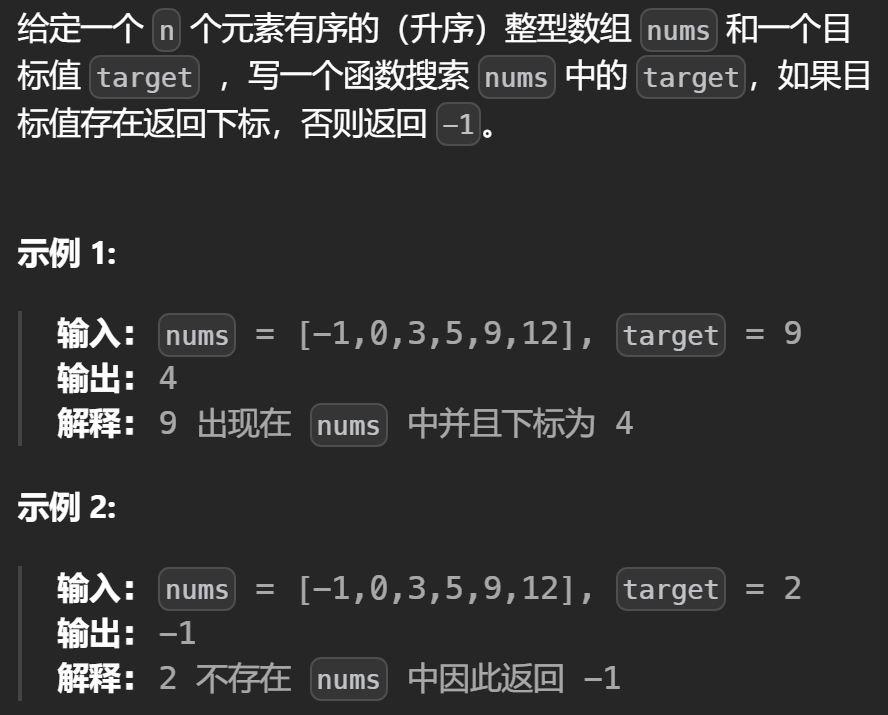 给定一个 n 个元素有序的（升序）整型数组 nums 和一个目
标值 target ，写一个函数搜索 nums 中的 target，如果目
标值存在返回下标，否则返回 -1。
示例 1:
输入: nums = [-1,0,3,5,9,12], target = 9
输出: 4
解释: 9 出现在 nums 中并且下标为 4
示例 2:
输入: nums = [-1,0,3,5,9,12], target = 2
输出: -1
解释: 2 不存在 nums 中因此返回 -1